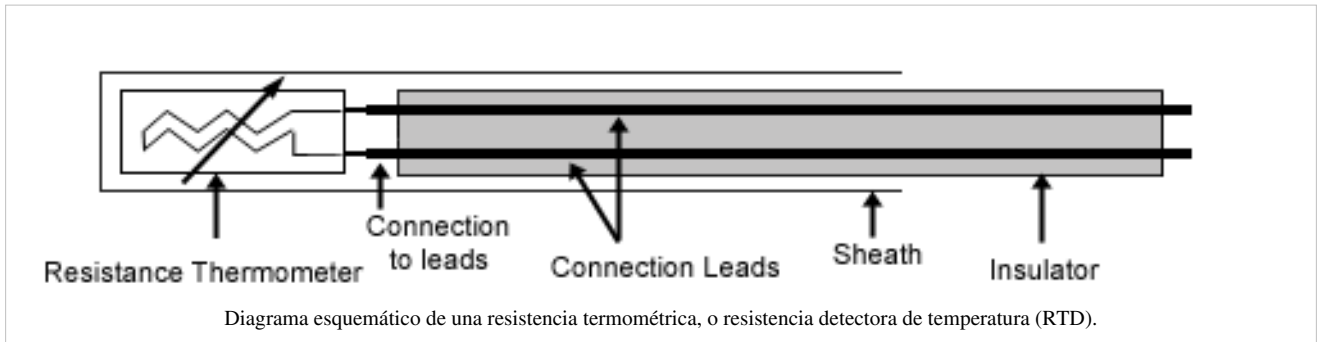 Resistance Thermometer
Connection
to leads
Connection Leads
Sheath
Insulator
Diagrama esquemático de una resistencia termométrica, o resistencia detectora de temperatura (RTD).